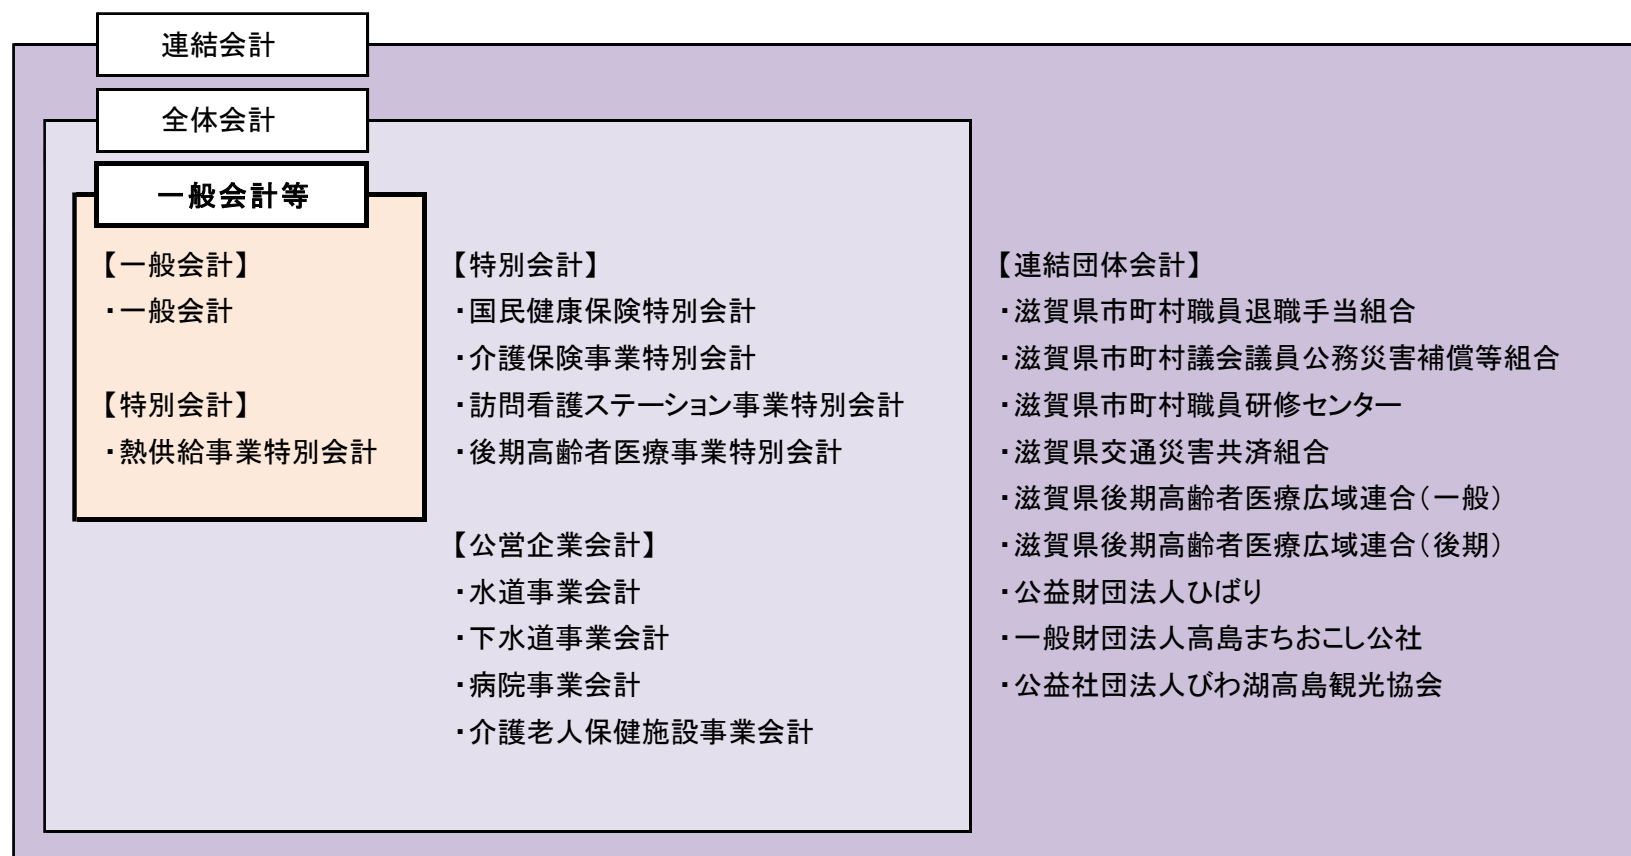 連結会計
全体会計
一般会計等
【一般会計】
・一般会計
【特別会計】
・熱供給事業特別会計
【特別会計】
・国民健康保険特別会計
・介護保険事業特別会計
・訪問看護ステーション事業特別会計
・後期高齢者医療事業特別会計
【公営企業会計】
・水道事業会計
・下水道事業会計
・病院事業会計
・介護老人保健施設事業会計
【連結団体会計】
・滋賀県市町村職員退職手当組合
・滋賀県市町村議会議員公務災害補償等組合
・滋賀県市町村職員研修センター
・滋賀県交通災害共済組合
・滋賀県後期高齢者医療広域連合（一般）
・滋賀県後期高齢者医療広域連合（後期）
・公益財団法人ひばり
・一般財団法人高島まちおこし公社
・公益社団法人びわ湖高島観光協会